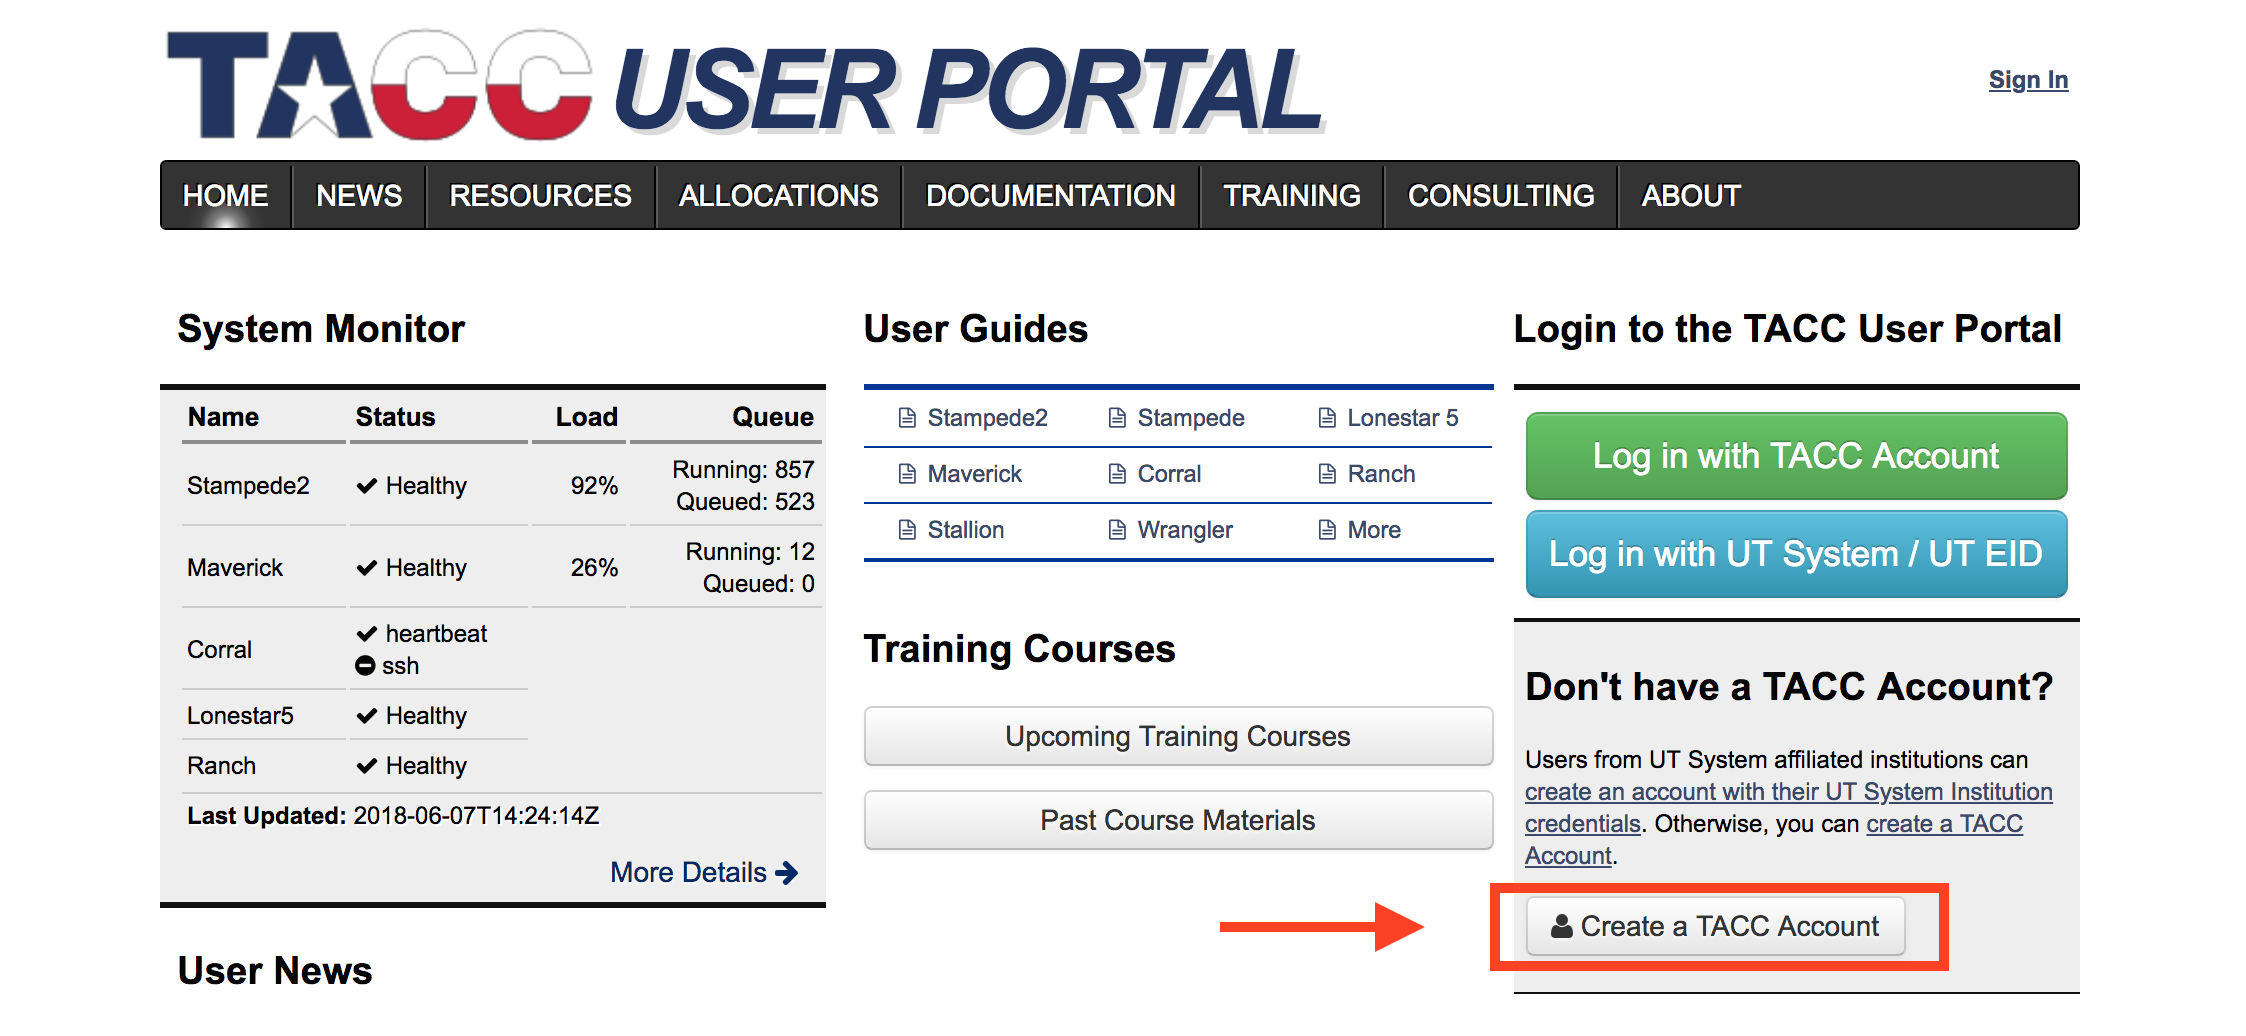 TACC USER PORTAL
Sign In
HOME NEWS RESOURCES ALLOCATIONS DOCUMENTATION TRAINING CONSULTING ABOUT
System Monitor
Name Status Load Queue
Stampede2 Healthy 92% Running: 857
Queued: 523
Maverick Healthy 26% Running: 12
Queued: 0
Corral heartbeat
ssh
Lonestar5 Healthy
Ranch Healthy
Last Updated: 2018-06-07T14:24:14Z
More Details
User News
User Guides
Stampede2 Stampede Lonestar 5
Maverick Corral Ranch
Stallion Wrangler More
Training Courses
Upcoming Training Courses
Past Course Materials
Login to the TACC User Portal
Log in with TACC Account
Log in with UT System / UT EID
Don't have a TACC Account?
Users from UT System affiliated institutions can
create an account with their UT System Institution
credentials. Otherwise, you can create a TACC
Account.
Create a TACC Account